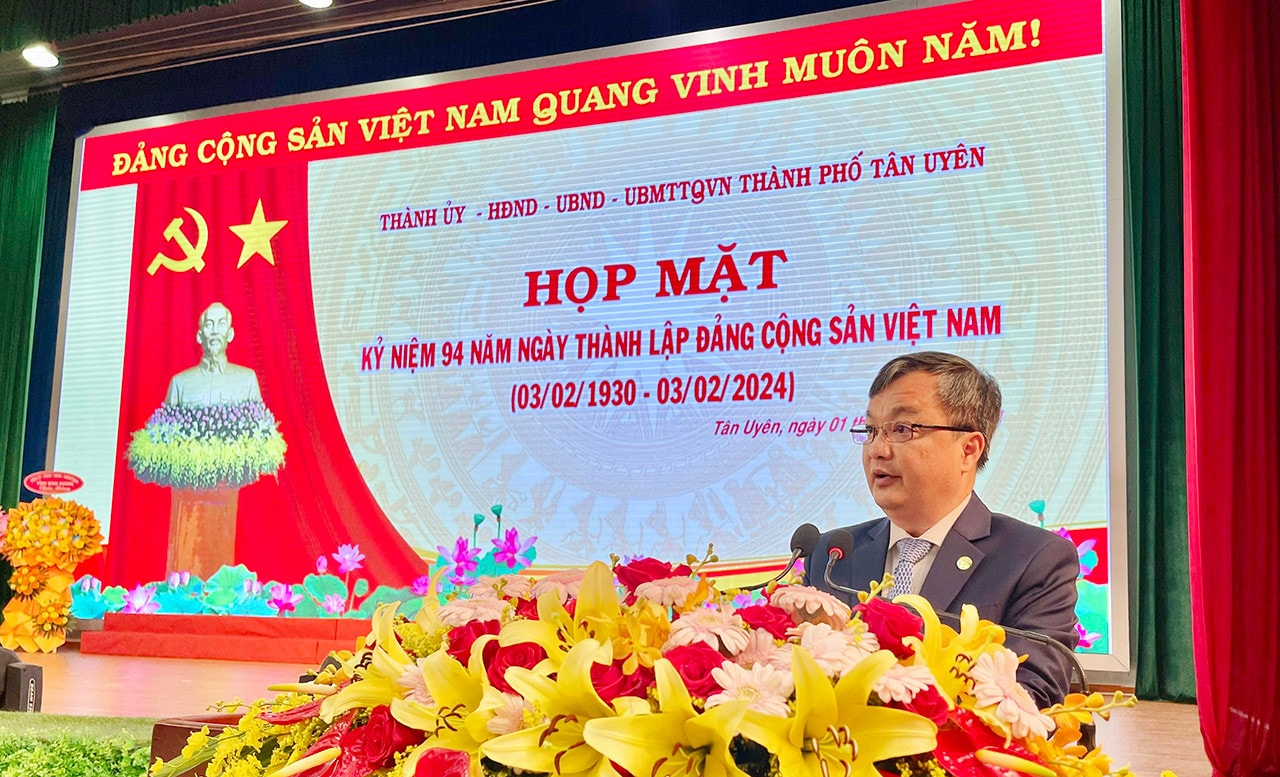 ĐẢNG CỘNG SẢN VIỆT NAM QUANG VINH MUÔN NĂM!
THÀNH ỦY - HĐND - UBND - UBMTTQVN THÀNH PHỐ TÂN UYÊN
HỌP MẶT
KỶ NIỆM 94 NĂM NGÀY THÀNH LẬP ĐẢNG CỘNG SẢN VIỆT NAM
(03/02/1930 - 03/02/2024)
Tân Uyên, ngày 01